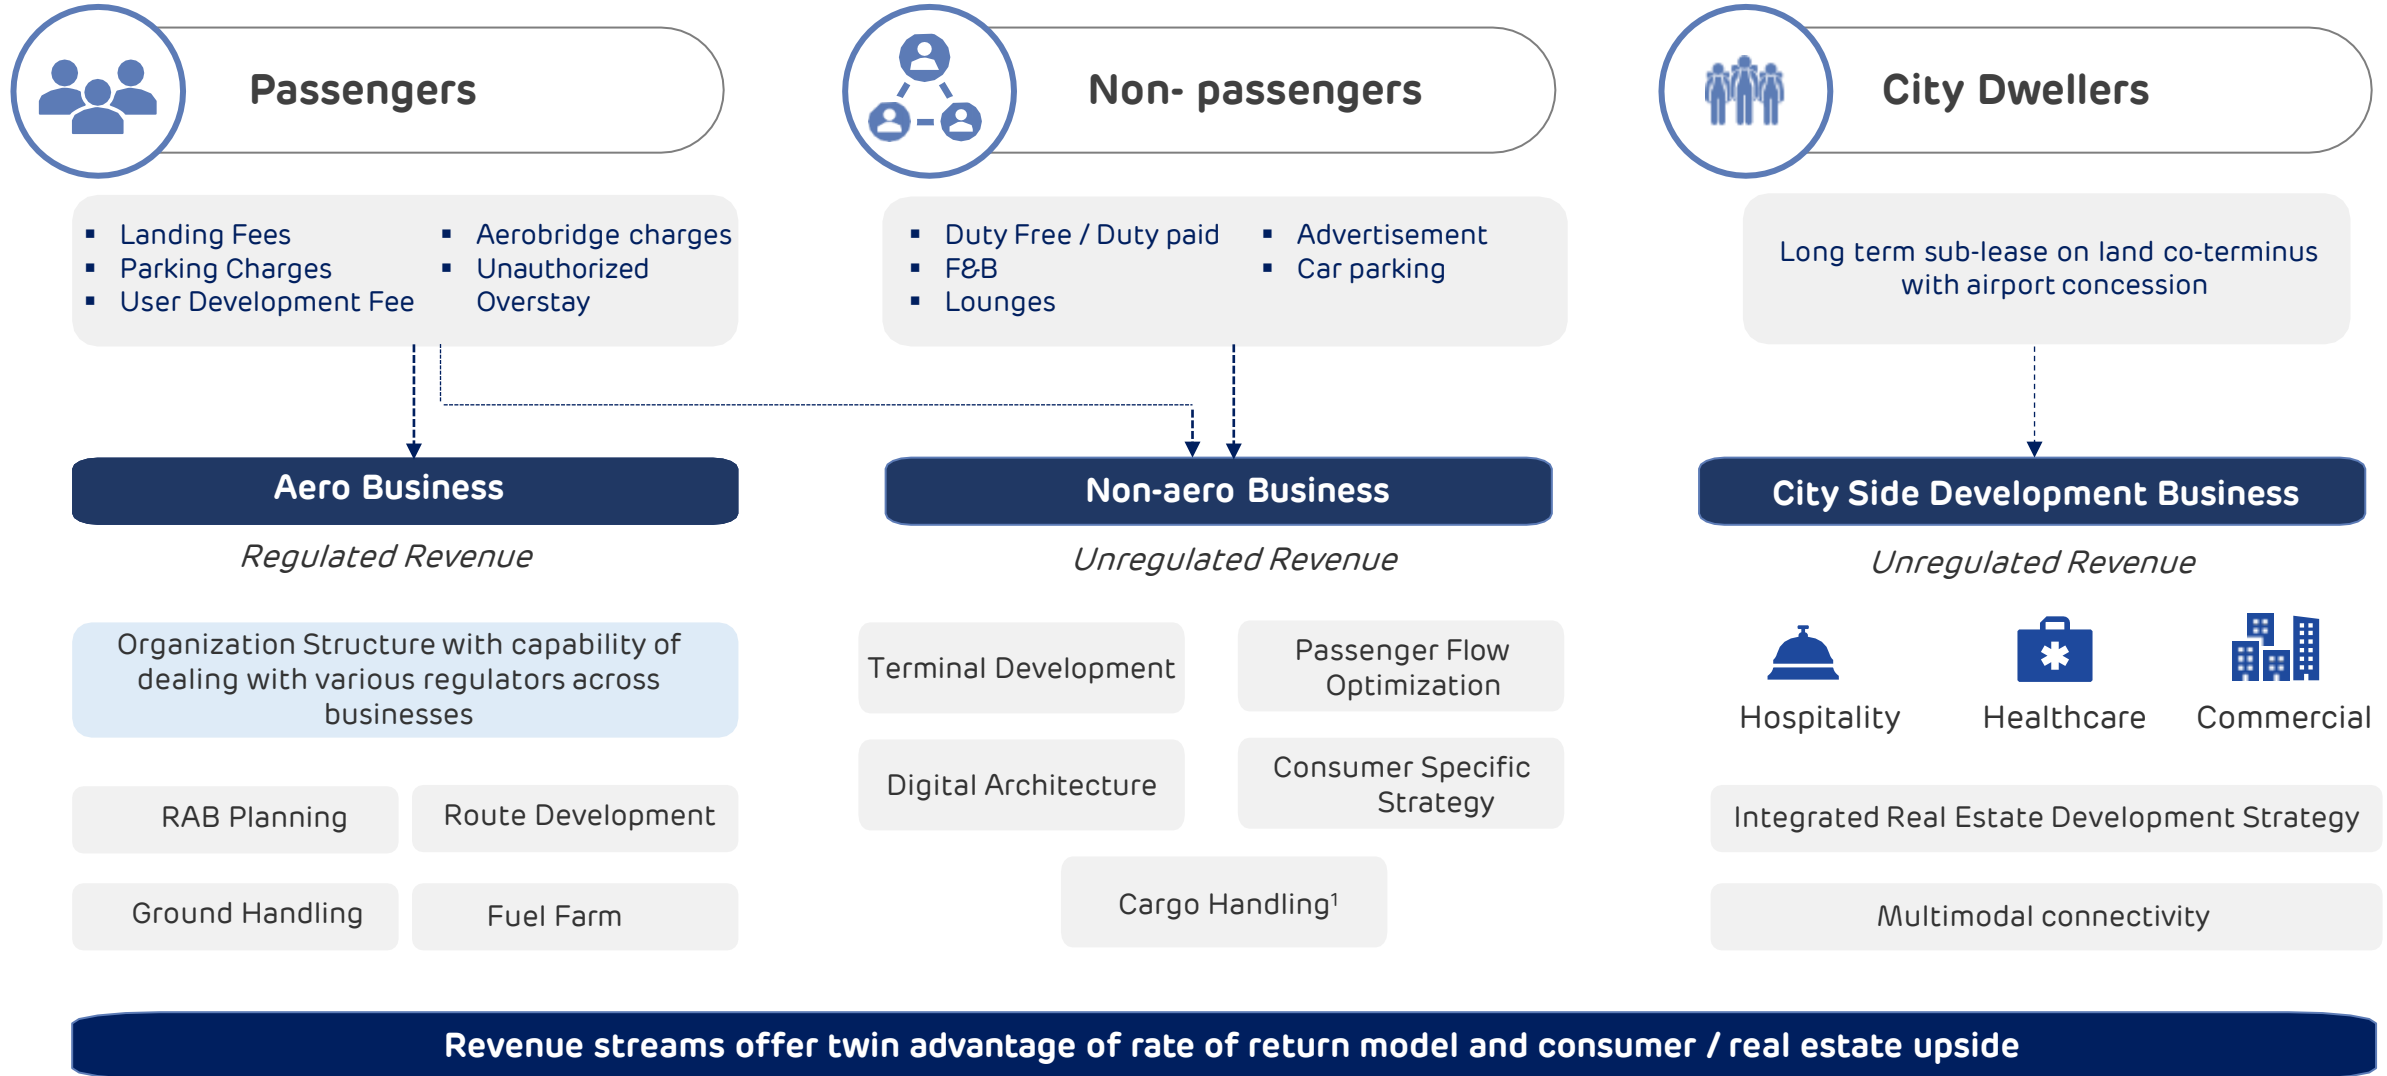 Passengers
Non- passengers
City Dwellers
▪ Landing Fees
▪ Parking Charges
▪ User Development Fee
▪ Aerobridge charges
▪ Unauthorized
Overstay
▪ Duty Free / Duty paid
▪ F&B
▪ Lounges
▪ Advertisement
▪ Car parking
Long term sub-lease on land co-terminus
with airport concession
Aero Business
Non-aero Business
City Side Development Business
Regulated Revenue
Unregulated Revenue
Unregulated Revenue
Organization Structure with capability of
dealing with various regulators across
businesses
RAB Planning
Route Development
Ground Handling
Fuel Farm
Terminal Development
Passenger Flow
Optimization
Digital Architecture
Consumer Specific
Strategy
Cargo Handling¹
Hospitality
Healthcare
Commercial
Integrated Real Estate Development Strategy
Multimodal connectivity
Revenue streams offer twin advantage of rate of return model and consumer / real estate upside